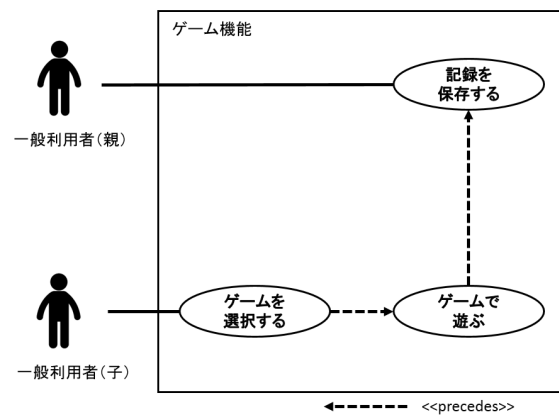 ゲーム機能
記録を
保存する
一般利用者(親)
ゲームを
選択する
ゲームで
遊ぶ
一般利用者(子)
<<precedes>>